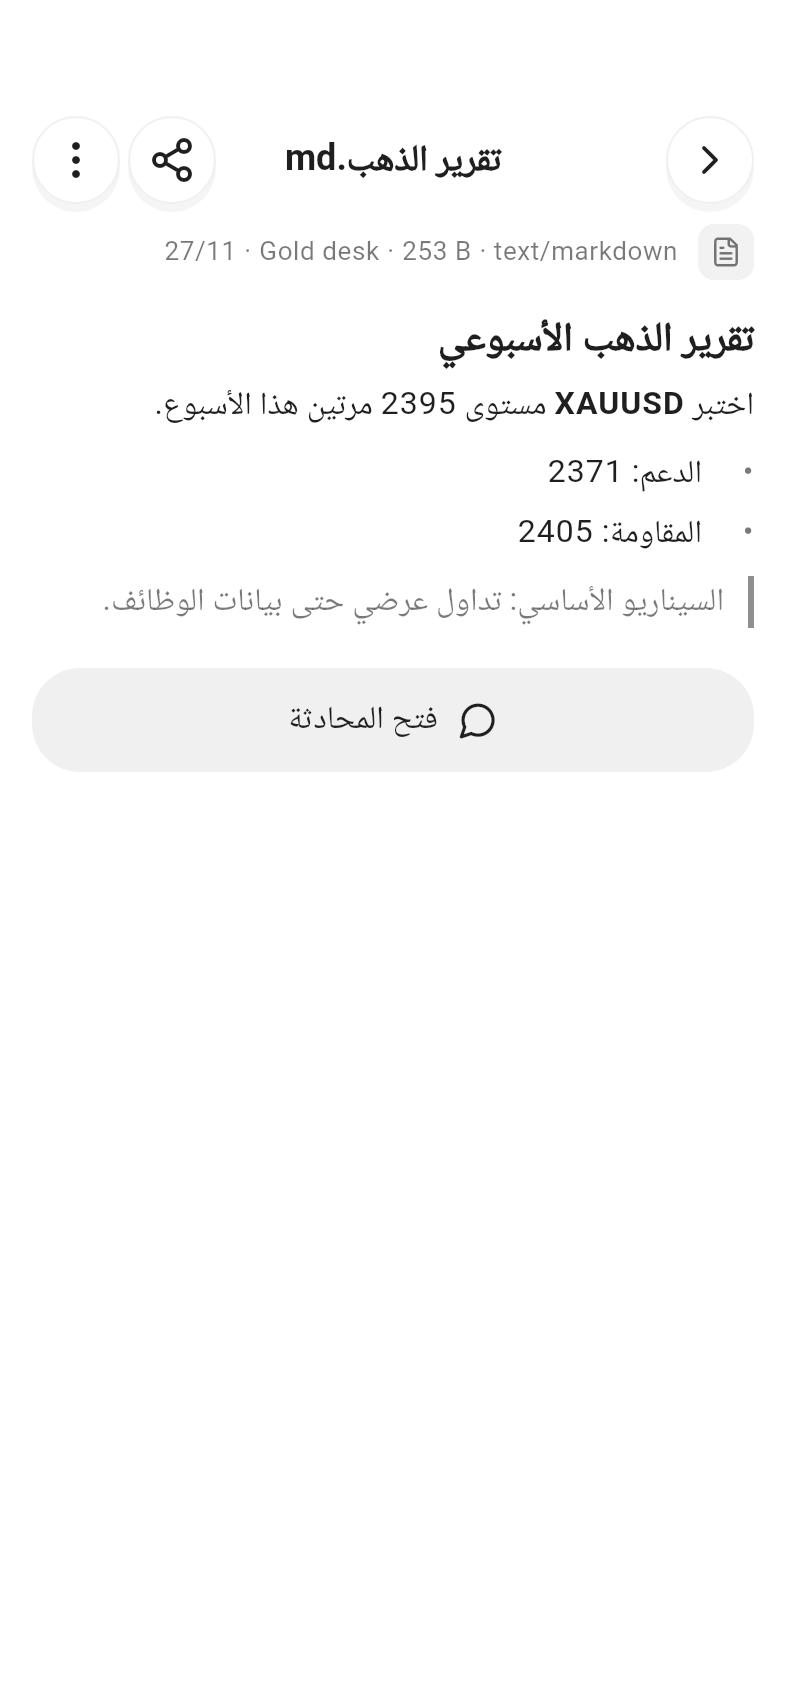 تقرير الذهب.md
27/11 · Gold desk · 253 B · text/markdown
تقرير الذهب الأسبوعي
اختبر XAUUSD مستوى 2395 مرتين هذا الأسبوع.
• الدعم: 2371
• المقاومة: 2405
السيناريو الأساسي: تداول عرضي حتى بيانات الوظائف.
فتح المحادثة